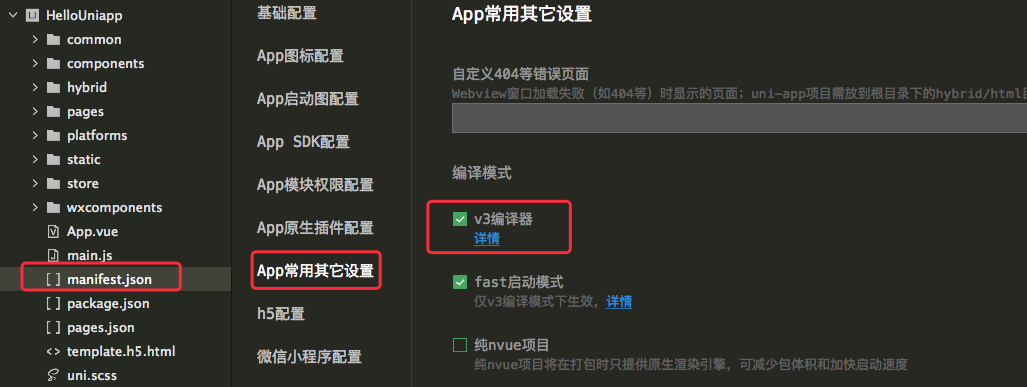 HelloUniapp
common
components
hybrid
pages
platforms
static
store
wxcomponents
App.vue
main.js
manifest.json
package.json
pages.json
template.h5.html
uni.scss
基础配置
App图标配置
App启动图配置
App SDK配置
App模块权限配置
App原生插件配置
App常用其它设置
h5配置
微信小程序配置
App常用其它设置
自定义404等错误页面
Webview窗口加载失败（如404等）时显示的页面；uni-app项目需放到根目录下的hybrid/html目
编译模式
v3编译器
详情
fast启动模式
仅v3编译模式下生效，详情
纯nvue项目
纯nvue项目将在打包时只提供原生渲染引擎，可减少包体积和加快启动速度